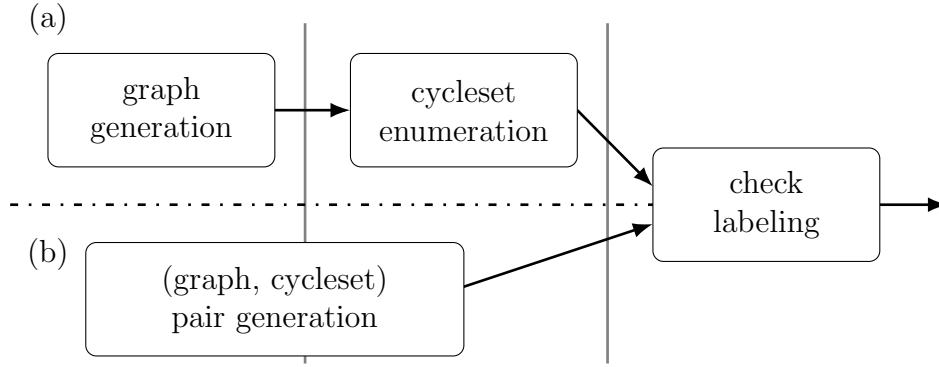 (a)
graph
generation
cycleset
enumeration
check
labeling
(b)
(graph, cycleset)
pair generation